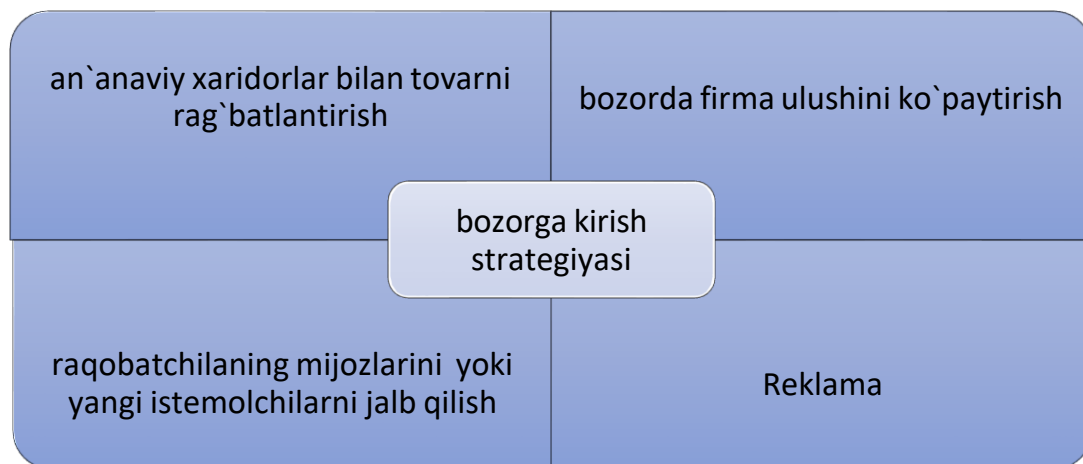 an`anaviy xaridorlar bilan tovarni
rag`batlantirish
bozorda firma ulushini ko`paytirish
bozorga kirish
strategiyasi
raqobatchilaning mijozlarini yoki
yangi istemolchilarni jalb qilish
Reklama